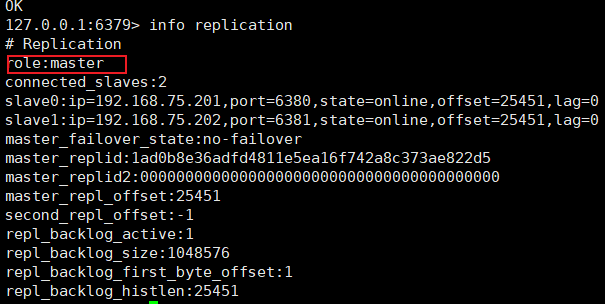 OK
127.0.0.1:6379> info replication
# Replication
role:master
connected_slaves:2
slave0:ip=192.168.75.201,port=6380,state=online,offset=25451,lag=0
slave1:ip=192.168.75.202,port=6381,state=online,offset=25451,lag=0
master_failover_state:no-failover
master_replid:1ad0b8e36adfd4811e5ea16f742a8c373ae822d5
master_replid2:0000000000000000000000000000000000000000
master_repl_offset:25451
second_repl_offset:-1
repl_backlog_active:1
repl_backlog_size:1048576
repl_backlog_first_byte_offset:1
repl_backlog_histlen:25451